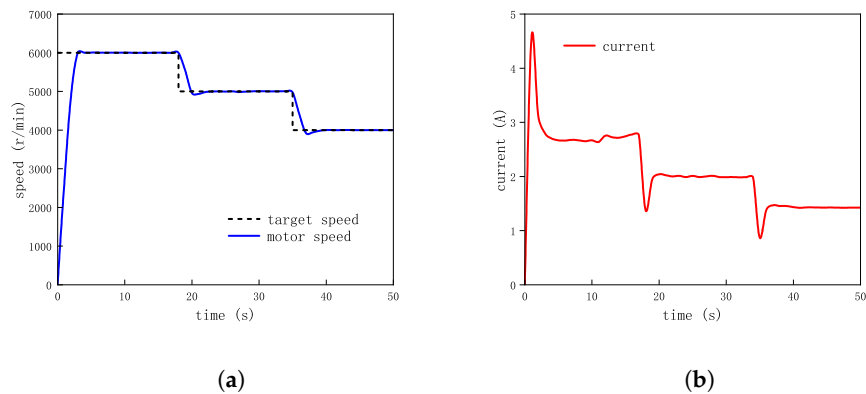 7000
6000
5000
4000
3000
2000
1000
0
speed (r/min)
target speed
motor speed
0 10 20 30 40 50
time (s)
(a)
5
4
3
2
1
0
current (A)
current
0 10 20 30 40 50
time (s)
(b)